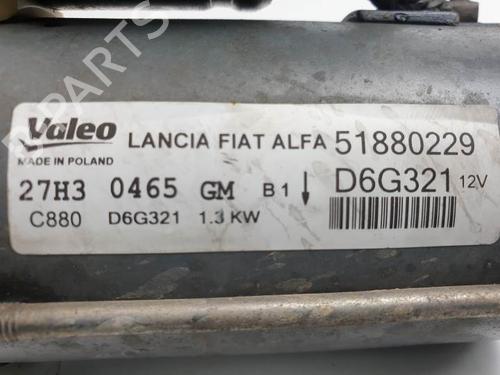 Valeo LANCIA FIAT ALFA 51880229
MADE IN POLAND
27H3 0465 GM B1 ↓ D6G321 12V
C880 D6G321 1.3 KW
B-PARTS